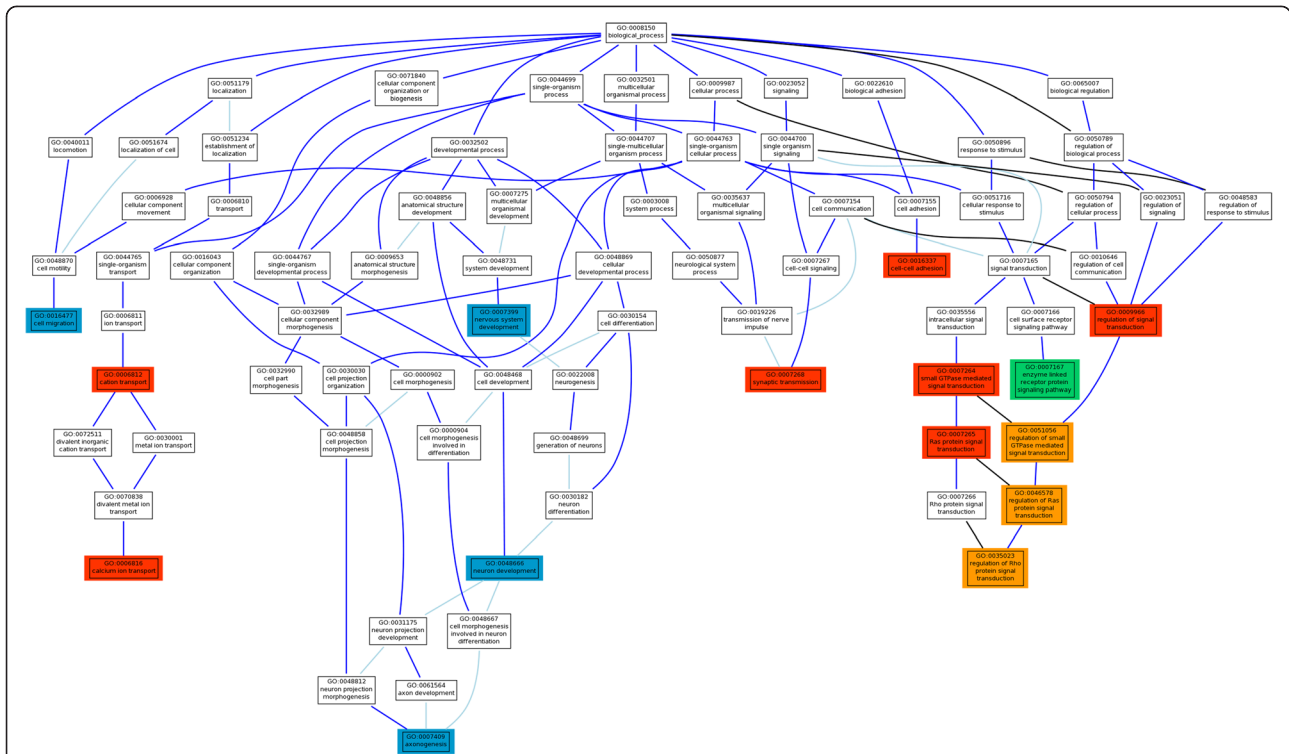 GO:0008150
biological_process
GO:0051179
localization
GO:0071840
cellular component
organization or
biogenesis
GO:0044699
single-organism
process
GO:0032501
multicellular
organismal process
GO:0009987
cellular process
GO:0023052
signaling
GO:0022610
biological adhesion
GO:0065007
biological regulation
GO:0040011
locomotion
GO:0051674
localization of cell
GO:0051234
establishment of
localization
GO:0032502
developmental process
GO:0044707
single-multicellular
organism process
GO:0044763
single-organism
cellular process
GO:0044700
single organism
signaling
GO:0050896
response to stimulus
GO:0050789
regulation of
biological process
GO:0006928
cellular component
movement
GO:0006810
transport
GO:0048856
anatomical structure
development
GO:0007275
multicellular
organismal
development
GO:0003008
system process
GO:0035637
multicellular
organismal signaling
GO:0007154
cell communication
GO:0007155
cell adhesion
GO:0051716
cellular response to
stimulus
GO:0050794
regulation of
cellular process
GO:0023051
regulation of
signaling
GO:0048583
regulation of
response to stimulus
GO:0048870
cell motility
GO:0044765
single-organism
transport
GO:0016043
cellular component
organization
GO:0044767
single-organism
developmental process
GO:0009653
anatomical structure
morphogenesis
GO:0048731
system development
GO:0048869
cellular
developmental process
GO:0050877
neurological system
process
GO:0007267
cell-cell signaling
GO:0016337
cell-cell adhesion
GO:0007165
signal transduction
GO:0010646
regulation of cell
communication
GO:0016477
cell migration
GO:0006811
ion transport
GO:0032989
cellular component
morphogenesis
GO:0007399
nervous system
development
GO:0030154
cell differentiation
GO:0019226
transmission of nerve
impulse
GO:0035556
intracellular signal
transduction
GO:0007166
cell surface receptor
signaling pathway
GO:0009966
regulation of signal
transduction
GO:0006812
cation transport
GO:0032990
cell part
morphogenesis
GO:0030030
cell projection
organization
GO:0000902
cell morphogenesis
GO:0048468
cell development
GO:0022008
neurogenesis
GO:0007268
synaptic transmission
GO:0007264
small GTPase mediated
signal transduction
GO:0007167
enzyme linked
receptor protein
signaling pathway
GO:0072511
divalent inorganic
cation transport
GO:0030001
metal ion transport
GO:0048858
cell projection
morphogenesis
GO:0000904
cell morphogenesis
involved in
differentiation
GO:0048699
generation of neurons
GO:0007265
Ras protein signal
transduction
GO:0051056
regulation of small
GTPase mediated
signal transduction
GO:0070838
divalent metal ion
transport
GO:0030182
neuron
differentiation
GO:0007266
Rho protein signal
transduction
GO:0046578
regulation of Ras
protein signal
transduction
GO:0006816
calcium ion transport
GO:0048666
neuron development
GO:0035023
regulation of Rho
protein signal
transduction
GO:0031175
neuron projection
development
GO:0048667
cell morphogenesis
involved in neuron
differentiation
GO:0048812
neuron projection
morphogenesis
GO:0061564
axon development
GO:0007409
axonogenesis